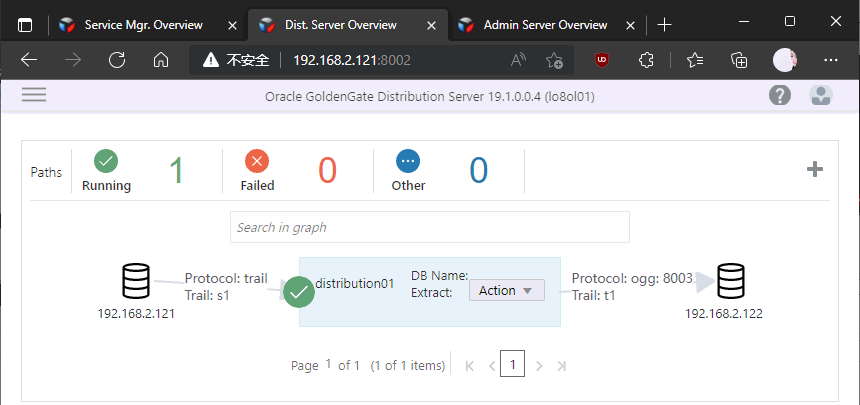 Service Mgr. Overview
Dist. Server Overview
Admin Server Overview
不安全
192.168.2.121:8002
Oracle GoldenGate Distribution Server 19.1.0.0.4 (lo8ol01)
Paths
Running
1
Failed
0
Other
0
Search in graph
Protocol: trail
Trail: s1
192.168.2.121
distribution01
DB Name:
Extract:
Action
Protocol: ogg: 8003
Trail: t1
192.168.2.122
Page 1 of 1 (1 of 1 items)
1